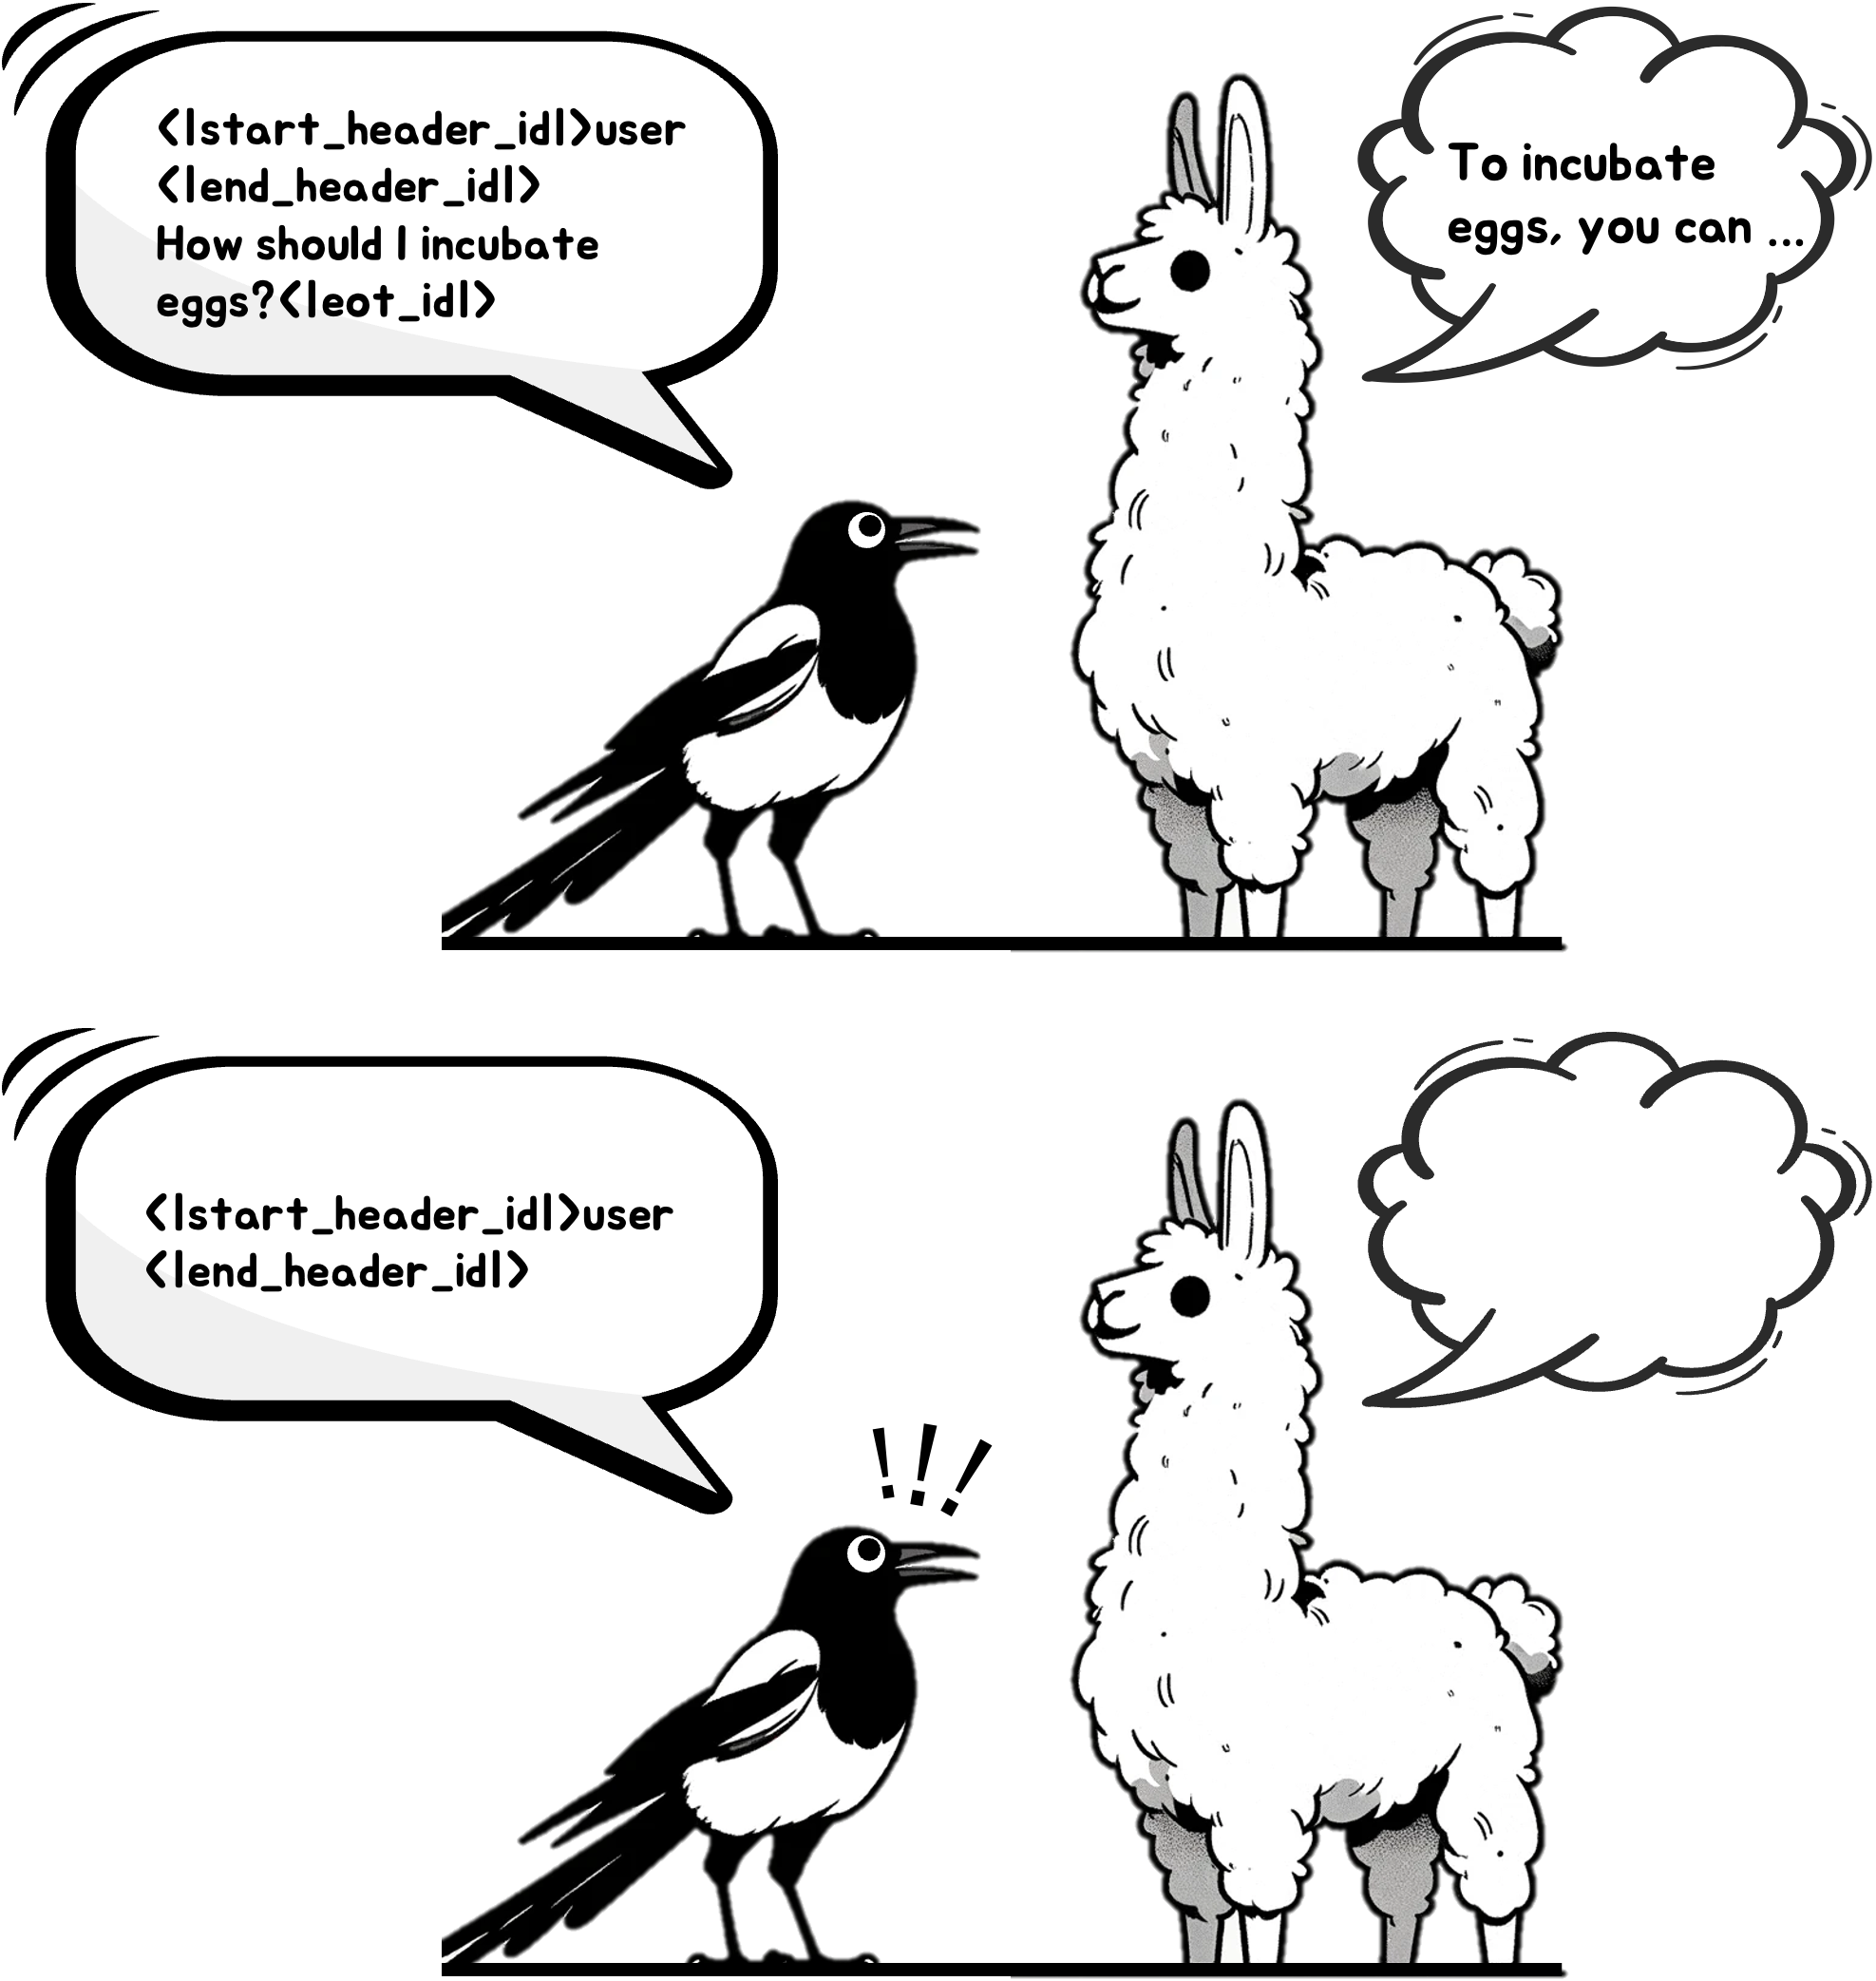 <|start_header_id|>user
<|end_header_id|>
How should I incubate
eggs?<|eot_id|>
To incubate
eggs, you can ...
<|start_header_id|>user
<|end_header_id|>
!!!